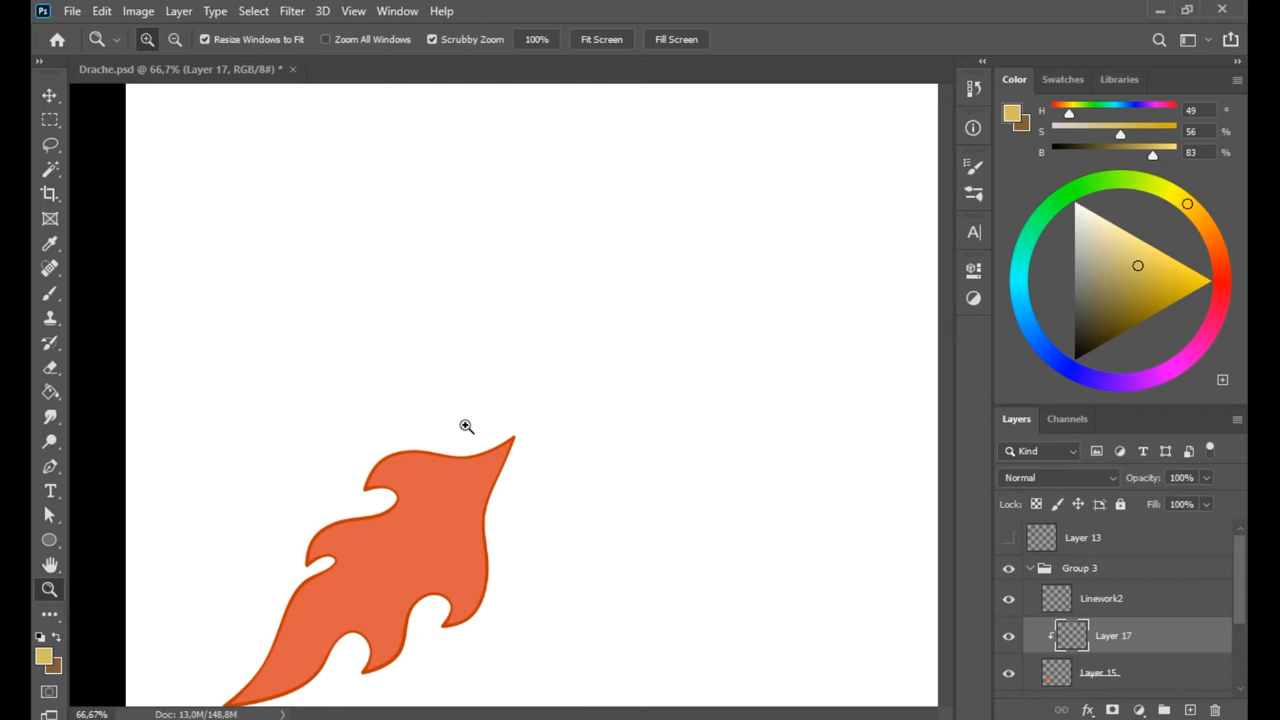 Ps File Edit Image Layer Type Select Filter 3D View Window Help
Resize Windows to Fit Zoom All Windows Scrubby Zoom 100% Fit Screen Fill Screen
Drache.psd @ 66,7% (Layer 17, RGB/8#) * ×
Color Swatches Libraries
H 49 °
S 56 %
B 83 %
A
Layers Channels
Kind
Normal Opacity: 100%
Lock: Fill: 100%
Layer 13
Group 3
Linework2
Layer 17
Layer 15
66,67% Doc: 13,0M/148,8M